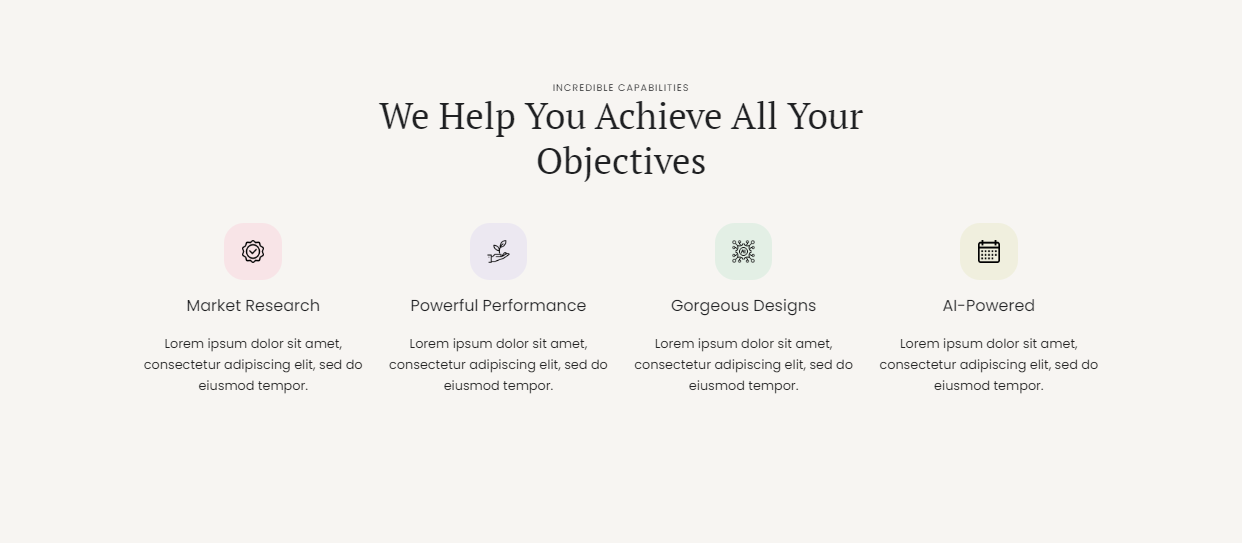 INCREDIBLE CAPABILITIES
We Help You Achieve All Your
Objectives
Market Research
Lorem ipsum dolor sit amet,
consectetur adipiscing elit, sed do
eiusmod tempor.
Powerful Performance
Lorem ipsum dolor sit amet,
consectetur adipiscing elit, sed do
eiusmod tempor.
Gorgeous Designs
Lorem ipsum dolor sit amet,
consectetur adipiscing elit, sed do
eiusmod tempor.
AI-Powered
Lorem ipsum dolor sit amet,
consectetur adipiscing elit, sed do
eiusmod tempor.